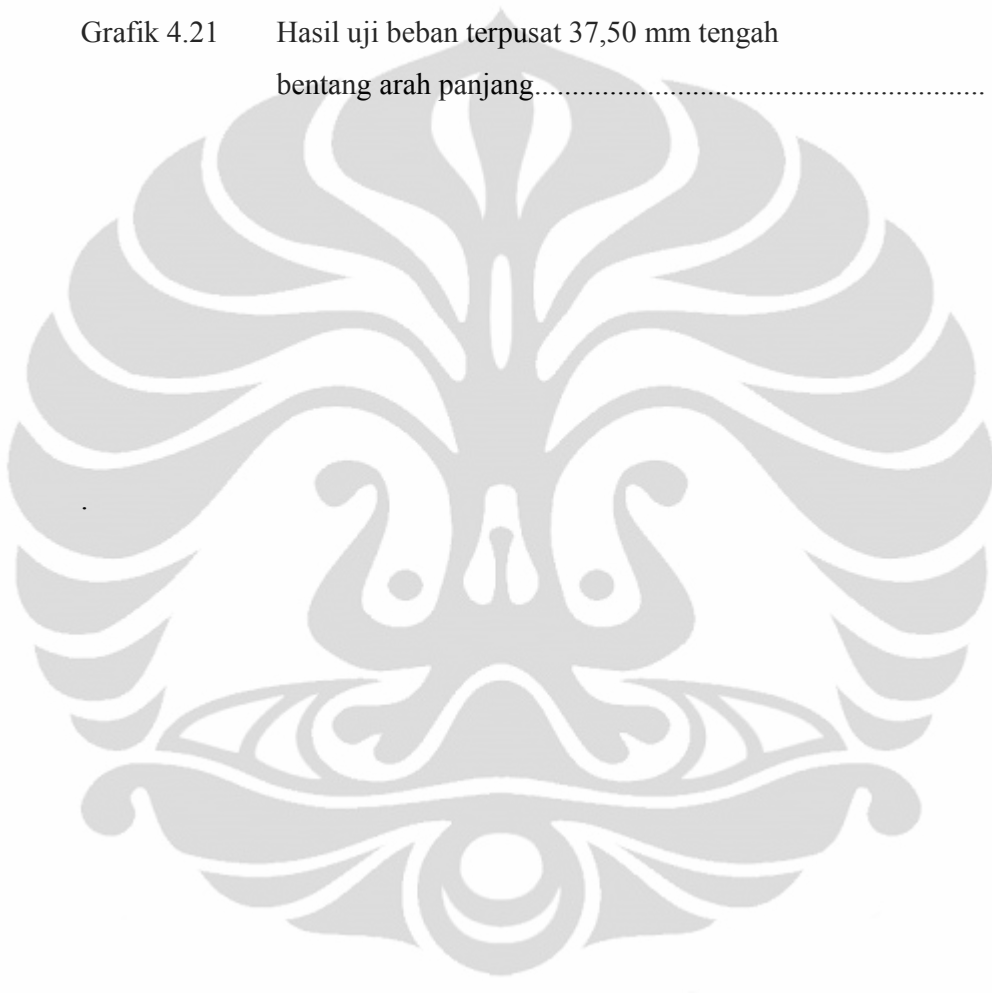 Grafik 4.21 Hasil uji beban terpusat 37,50 mm tengah
bentang arah panjang............................................................
.